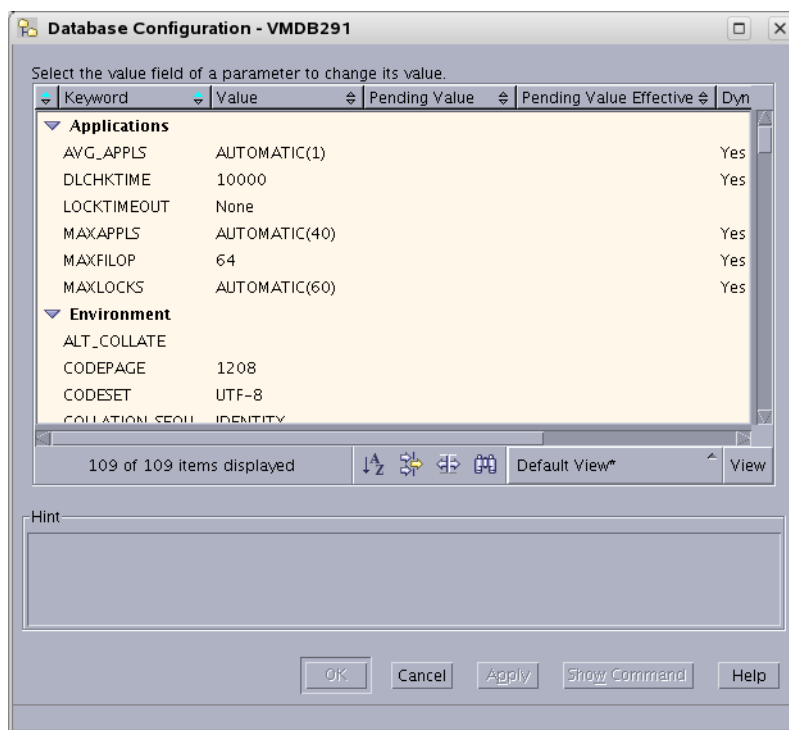 Database Configuration - VMDB291
Select the value field of a parameter to change its value.
Keyword Value Pending Value Pending Value Effective Dyn
Applications
AVG_APPLS AUTOMATIC(1) Yes
DLCHKTIME 10000 Yes
LOCKTIMEOUT None
MAXAPPLS AUTOMATIC(40) Yes
MAXFILOP 64 Yes
MAXLOCKS AUTOMATIC(60) Yes
Environment
ALT_COLLATE
CODEPAGE 1208
CODESET UTF-8
COLLATION_SEQU IDENTITY
109 of 109 items displayed Default View* View
Hint
OK Cancel Apply Show Command Help